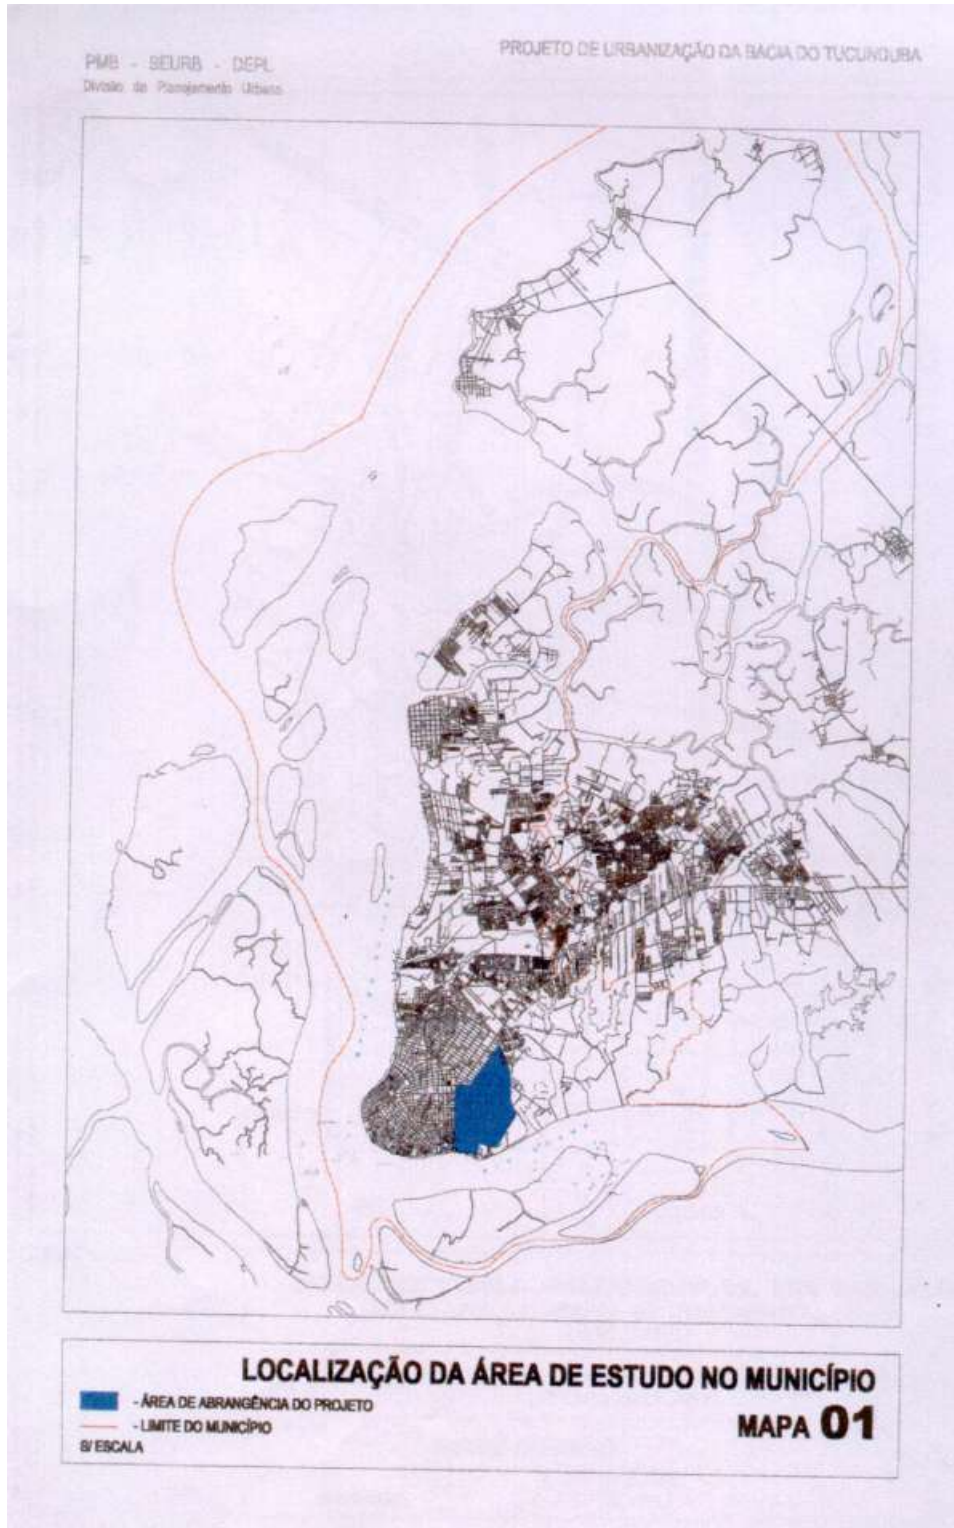 PMB - SEURB - DEPL
Divisão de Planejamento Urbano
PROJETO DE URBANIZAÇÃO DA BACIA DO TUCUNDUBA
LOCALIZAÇÃO DA ÁREA DE ESTUDO NO MUNICÍPIO
- ÁREA DE ABRANGÊNCIA DO PROJETO
- LIMITE DO MUNICÍPIO
MAPA 01
S/ ESCALA